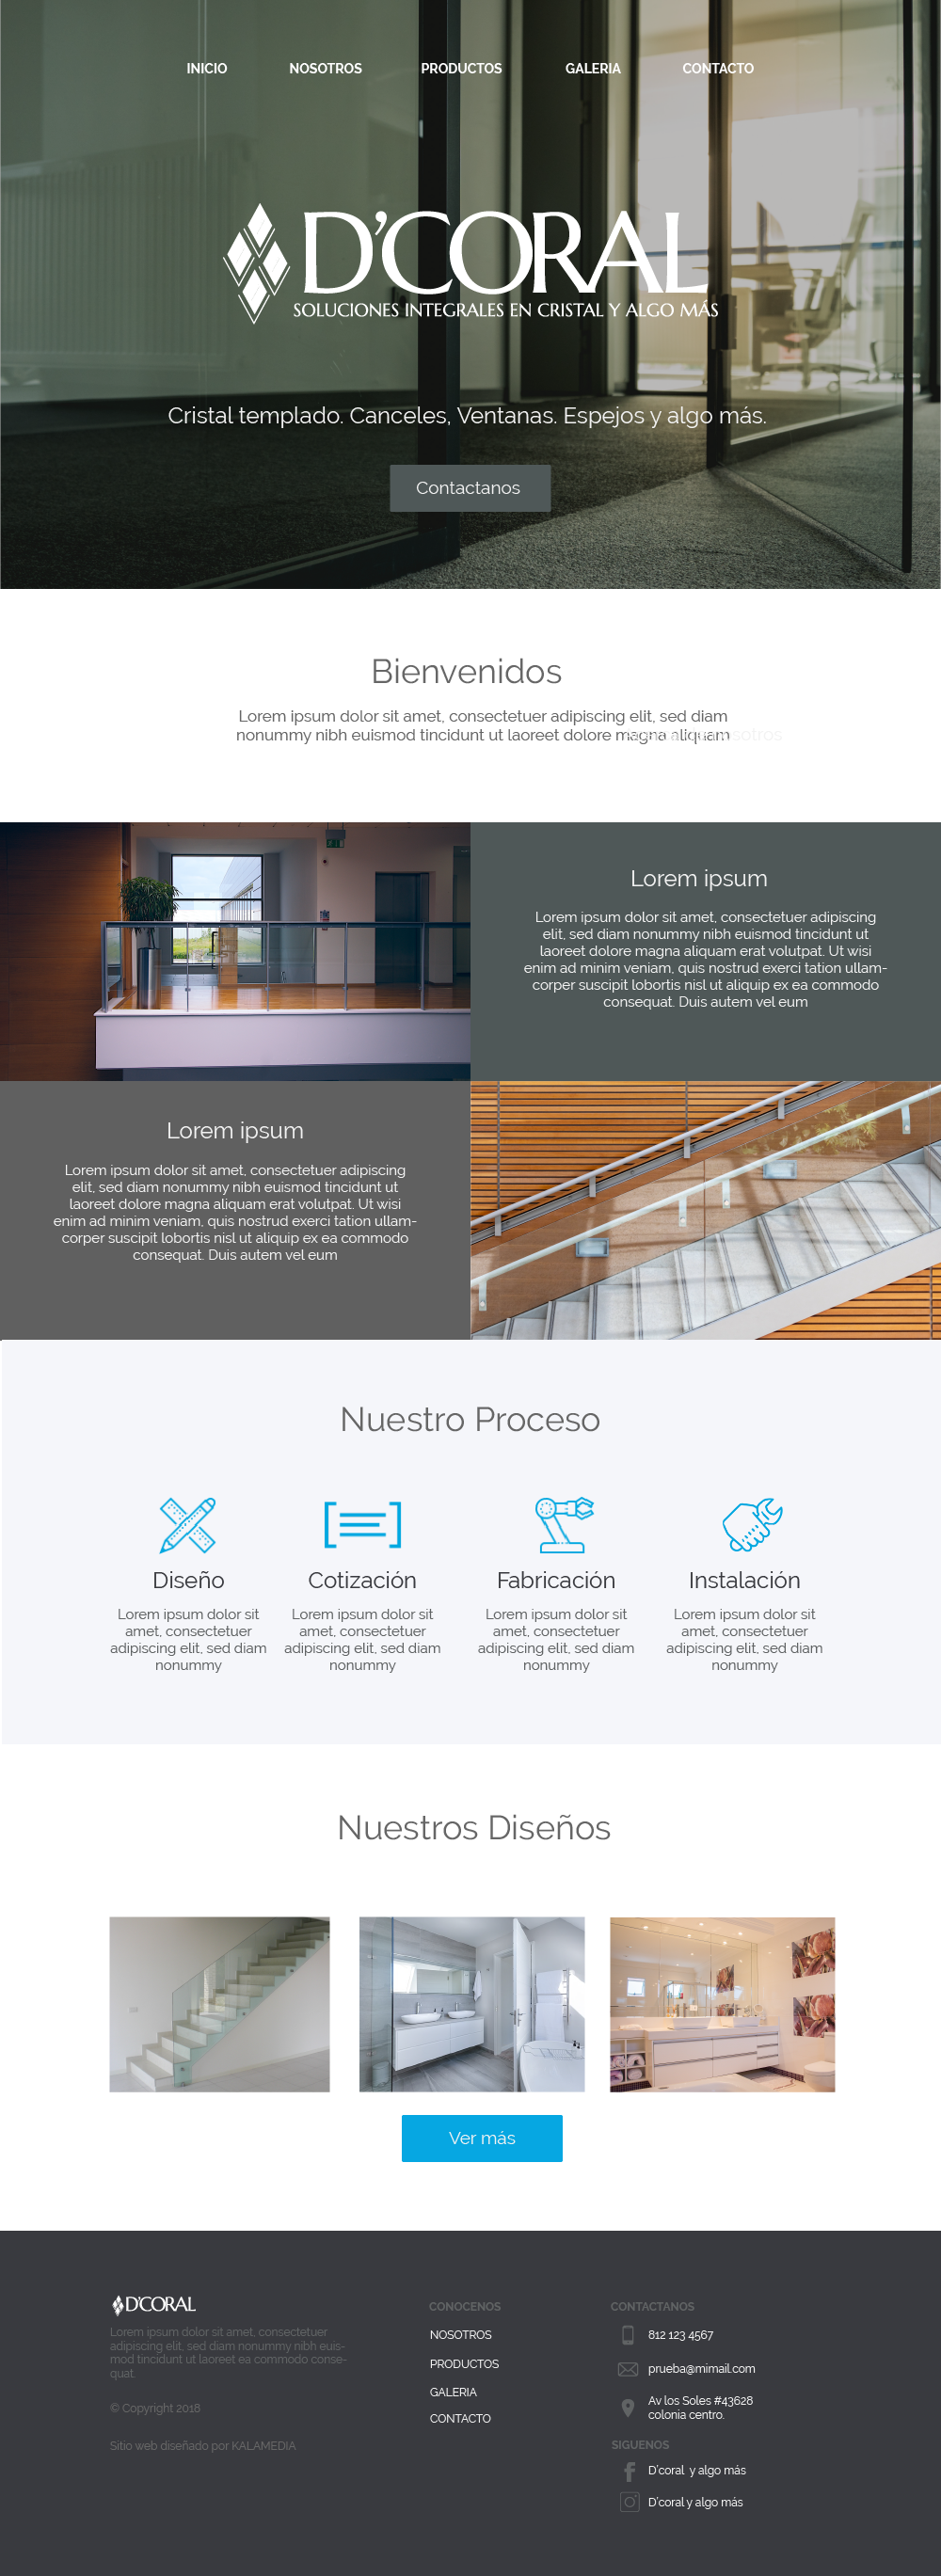 INICIO NOSOTROS PRODUCTOS GALERIA CONTACTO
D'CORAL
SOLUCIONES INTEGRALES EN CRISTAL Y ALGO MÁS
Cristal templado. Canceles, Ventanas. Espejos y algo más.
Contactanos
Bienvenidos
Lorem ipsum dolor sit amet, consectetuer adipiscing elit, sed diam
nonummy nibh euismod tincidunt ut laoreet dolore magna aliquam
Lorem ipsum
Lorem ipsum dolor sit amet, consectetuer adipiscing
elit, sed diam nonummy nibh euismod tincidunt ut
laoreet dolore magna aliquam erat volutpat. Ut wisi
enim ad minim veniam, quis nostrud exerci tation ullam-
corper suscipit lobortis nisl ut aliquip ex ea commodo
consequat. Duis autem vel eum
Lorem ipsum
Lorem ipsum dolor sit amet, consectetuer adipiscing
elit, sed diam nonummy nibh euismod tincidunt ut
laoreet dolore magna aliquam erat volutpat. Ut wisi
enim ad minim veniam, quis nostrud exerci tation ullam-
corper suscipit lobortis nisl ut aliquip ex ea commodo
consequat. Duis autem vel eum
Nuestro Proceso
Diseño
Lorem ipsum dolor sit
amet, consectetuer
adipiscing elit, sed diam
nonummy
Cotización
Lorem ipsum dolor sit
amet, consectetuer
adipiscing elit, sed diam
nonummy
Fabricación
Lorem ipsum dolor sit
amet, consectetuer
adipiscing elit, sed diam
nonummy
Instalación
Lorem ipsum dolor sit
amet, consectetuer
adipiscing elit, sed diam
nonummy
Nuestros Diseños
Ver más
D'CORAL
Lorem ipsum dolor sit amet, consectetuer
adipiscing elit, sed diam nonummy nibh euis-
mod tincidunt ut laoreet ea commodo conse-
quat.
© Copyright 2018
Sitio web diseñado por KALAMEDIA
CONOCENOS
NOSOTROS
PRODUCTOS
GALERIA
CONTACTO
CONTACTANOS
812 123 4567
prueba@mimail.com
Av los Soles #43628
colonia centro.
SIGUENOS
D'coral y algo más
D'coral y algo más